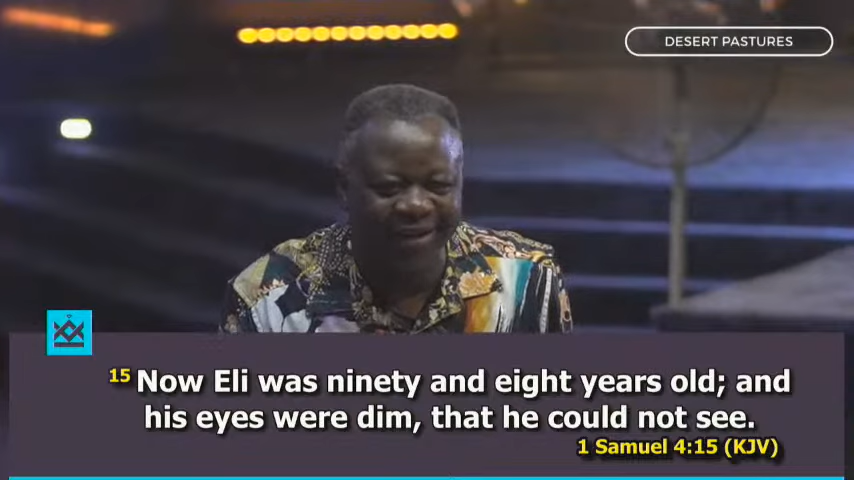 DESERT PASTURES
15 Now Eli was ninety and eight years old; and
his eyes were dim, that he could not see.
1 Samuel 4:15 (KJV)